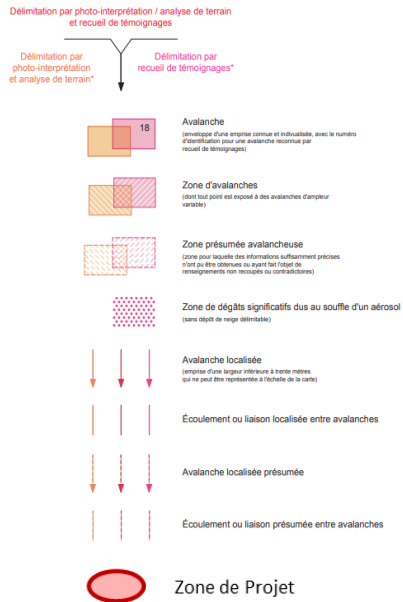 Délimitation par photo-interprétation / analyse de terrain
et recueil de témoignages
Délimitation par
photo-interprétation
et analyse de terrain*
Délimitation par
recueil de témoignages*
18
Avalanche
(enveloppe d'une emprise connue et indivualisée, avec le numéro
d'identification pour une avalanche reconnue par
recueil de témoignages)
Zone d'avalanches
(dont tout point est exposé à des avalanches d'ampleur
variable)
Zone présumée avalancheuse
(zone pour laquelle des informations suffisamment précises
n'ont pu être obtenues ou ayant fait l'objet de
renseignements non recoupés ou contradictoires)
Zone de dégâts significatifs dus au souffle d'un aérosol
(sans dépôt de neige délimitable)
Avalanche localisée
(emprise d'une largeur inférieure à trente mètres
qui ne peut être représentée à l'échelle de la carte)
Écoulement ou liaison localisée entre avalanches
Avalanche localisée présumée
Écoulement ou liaison présumée entre avalanches
Zone de Projet